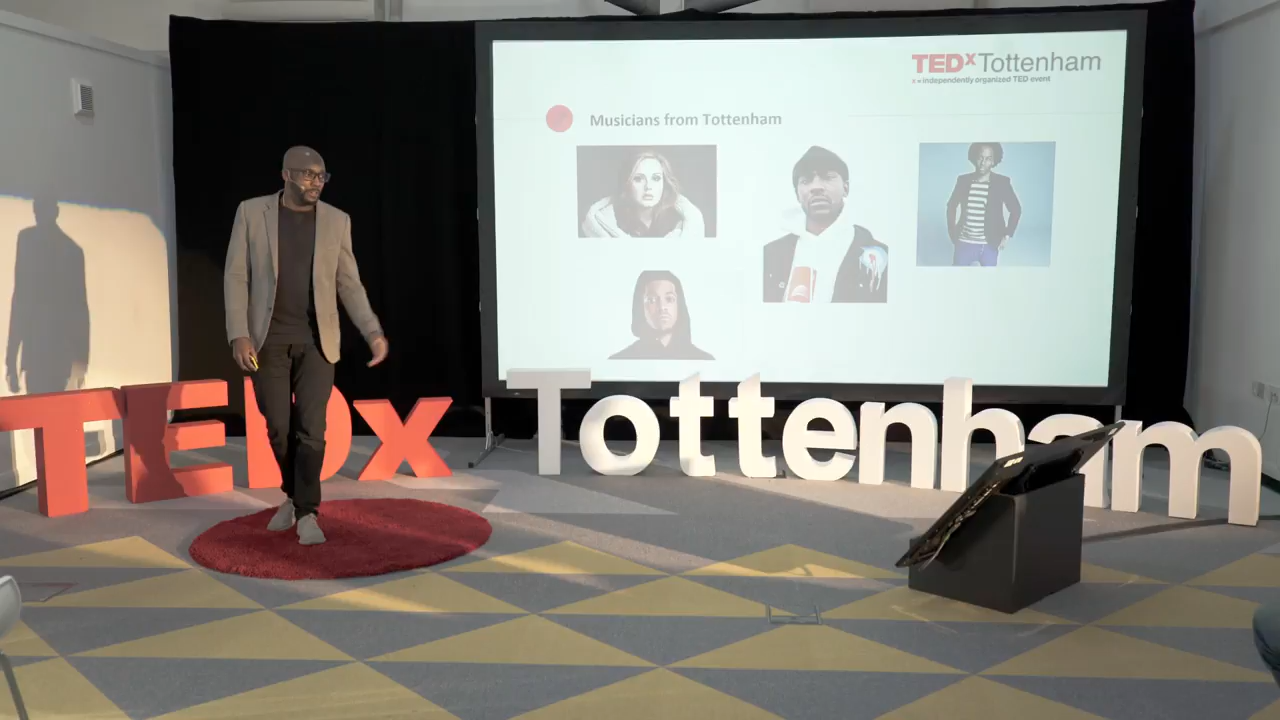 TEDx Tottenham
x = independently organized TED event
Musicians from Tottenham
TEDx Tottenham